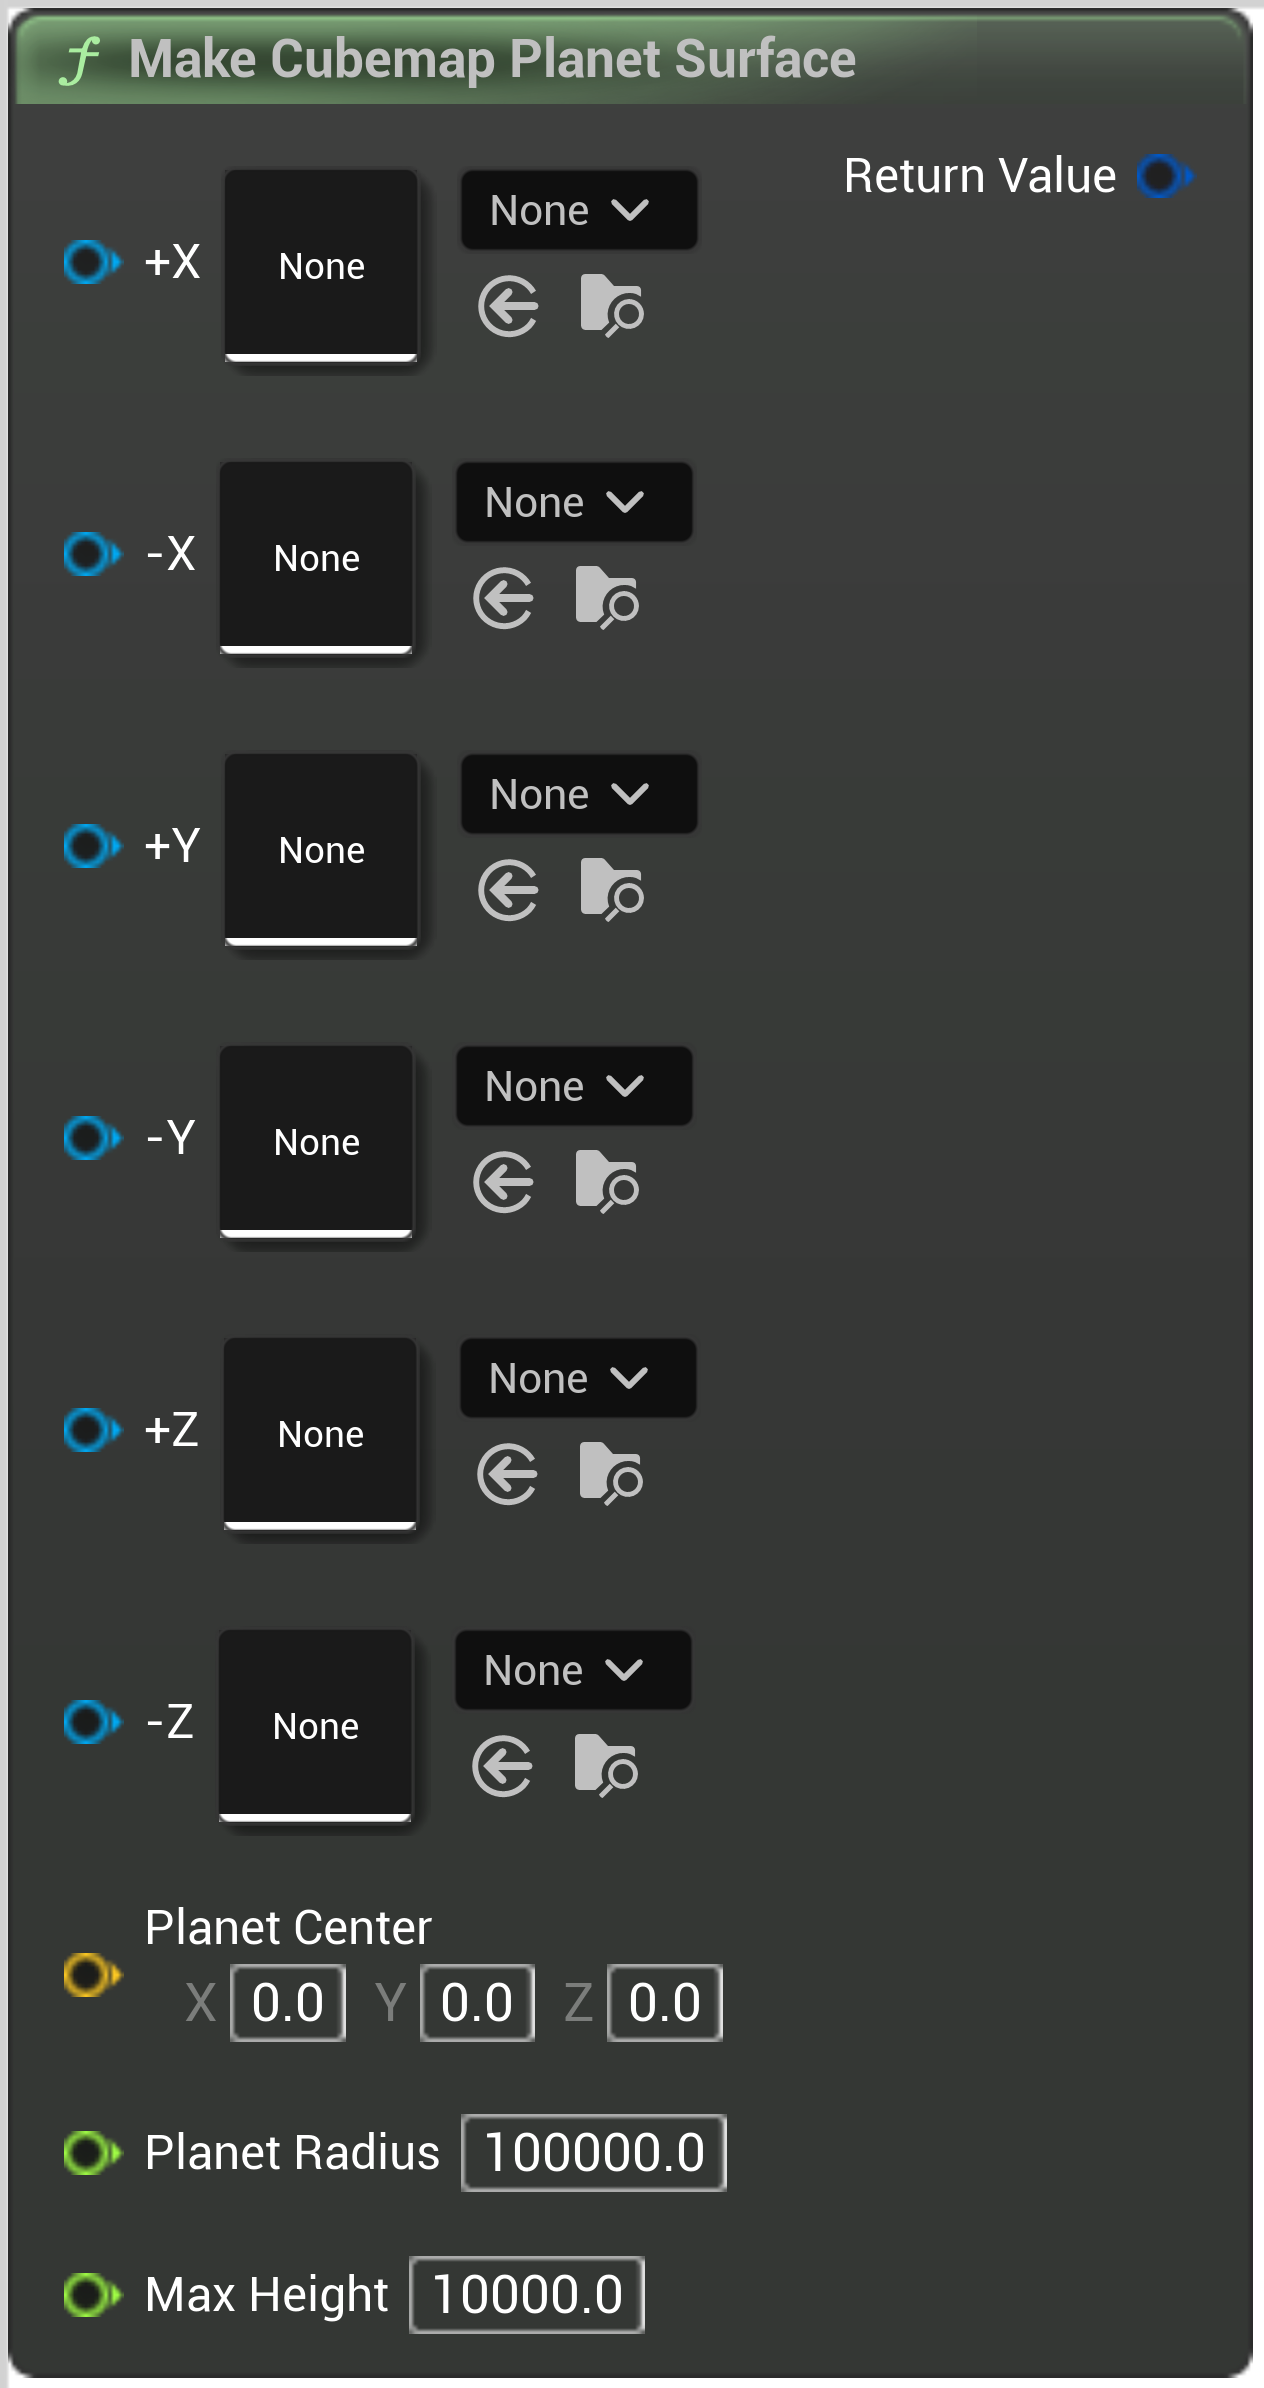 Make Cubemap Planet Surface
Return Value
+X None None
-X None None
+Y None None
-Y None None
+Z None None
-Z None None
Planet Center
X 0.0 Y 0.0 Z 0.0
Planet Radius 100000.0
Max Height 10000.0